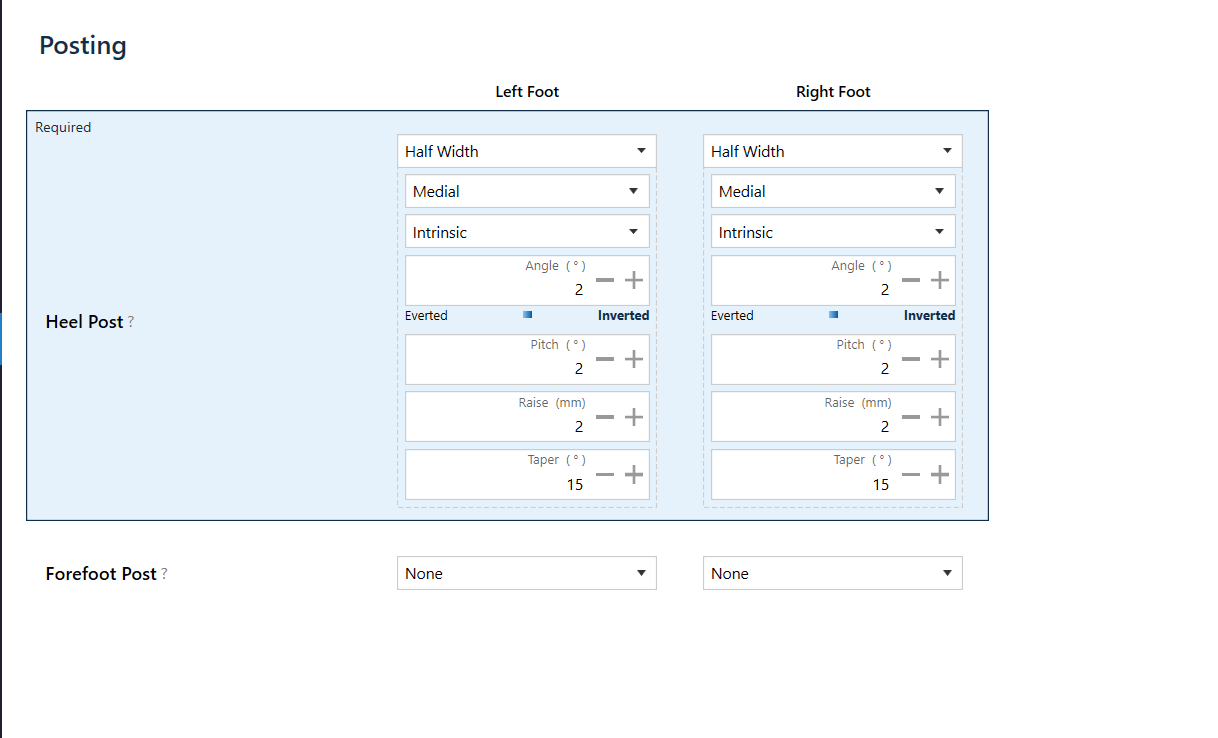 Posting
Left Foot Right Foot
Required
Half Width Half Width
Medial Medial
Intrinsic Intrinsic
Angle (°) Angle (°)
2 2
Heel Post ? Everted Inverted Everted Inverted
Pitch (°) Pitch (°)
2 2
Raise (mm) Raise (mm)
2 2
Taper (°) Taper (°)
15 15
Forefoot Post ? None None